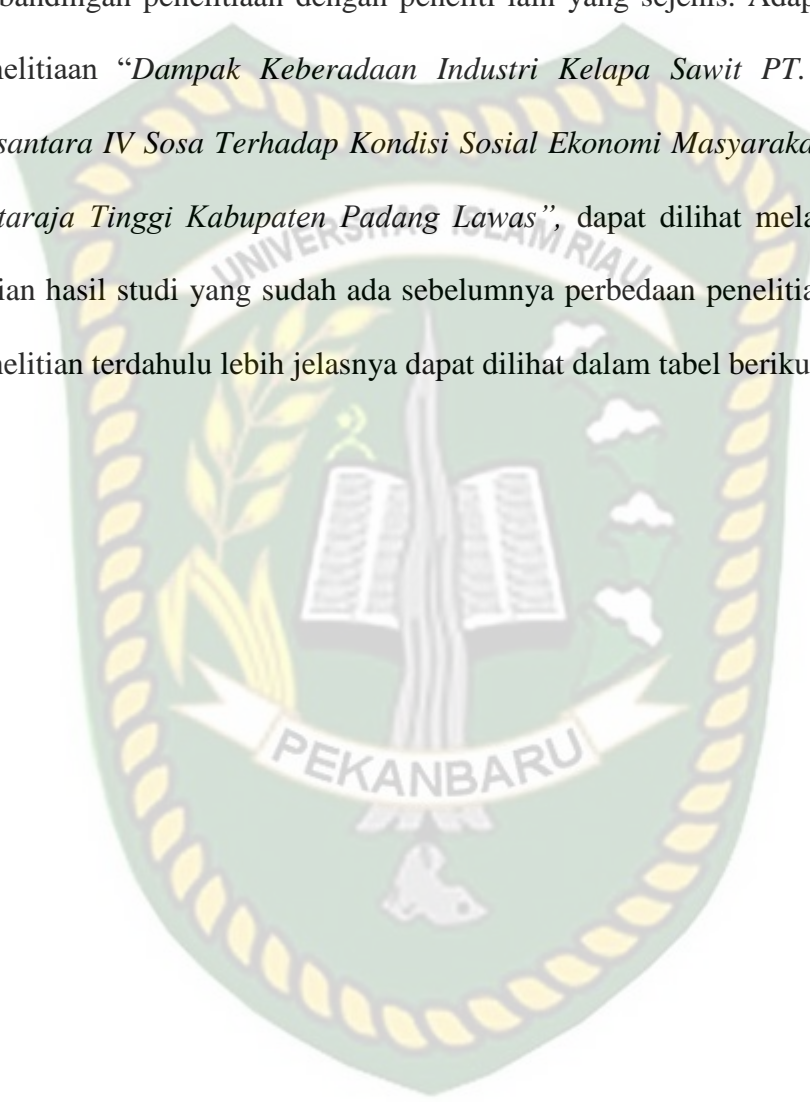 bandingan penelitiaan dengan peneliti lain yang sejenis. Adap
nelitiaan “Dampak Keberadaan Industri Kelapa Sawit PT.
santara IV Sosa Terhadap Kondisi Sosial Ekonomi Masyaraka
taraja Tinggi Kabupaten Padang Lawas”, dapat dilihat mela
ian hasil studi yang sudah ada sebelumnya perbedaan penelitia
nelitian terdahulu lebih jelasnya dapat dilihat dalam tabel beriku
UNIVERSITAS ISLAM RIAU
PEKANBARU